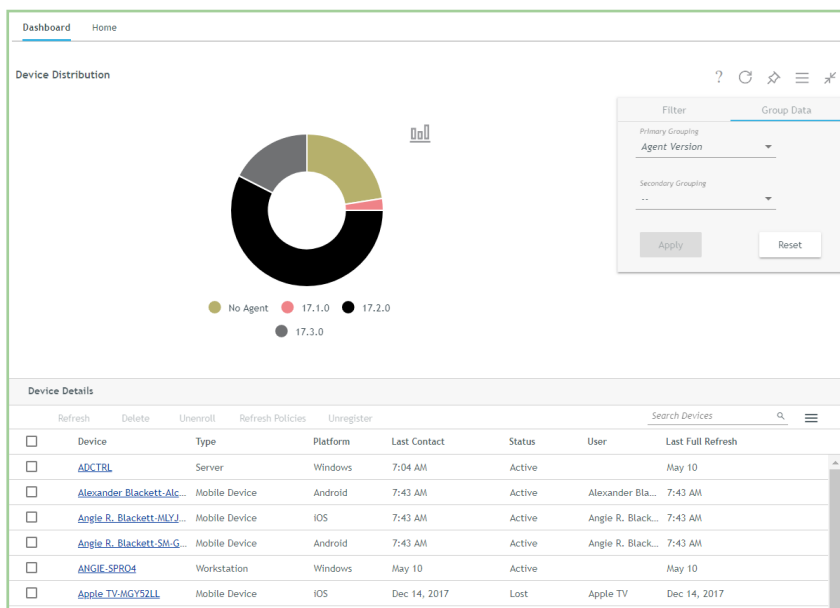 Dashboard Home
Device Distribution
?
Filter Group Data
Primary Grouping
Agent Version
Secondary Grouping
--
Apply Reset
No Agent 17.1.0 17.2.0
17.3.0
Device Details
Refresh Delete Unenroll Refresh Policies Unregister Search Devices
Device Type Platform Last Contact Status User Last Full Refresh
ADCTRL Server Windows 7:04 AM Active May 10
Alexander Blackett-Alc... Mobile Device Android 7:43 AM Active Alexander Bla... 7:43 AM
Angie R. Blackett-MLYJ... Mobile Device iOS 7:43 AM Active Angie R. Black... 7:43 AM
Angie R. Blackett-SM-G... Mobile Device Android 7:43 AM Active Angie R. Black... 7:43 AM
ANGIE-SPRO4 Workstation Windows May 10 Active May 10
Apple TV-MGY52LL Mobile Device iOS Dec 14, 2017 Lost Apple TV Dec 14, 2017